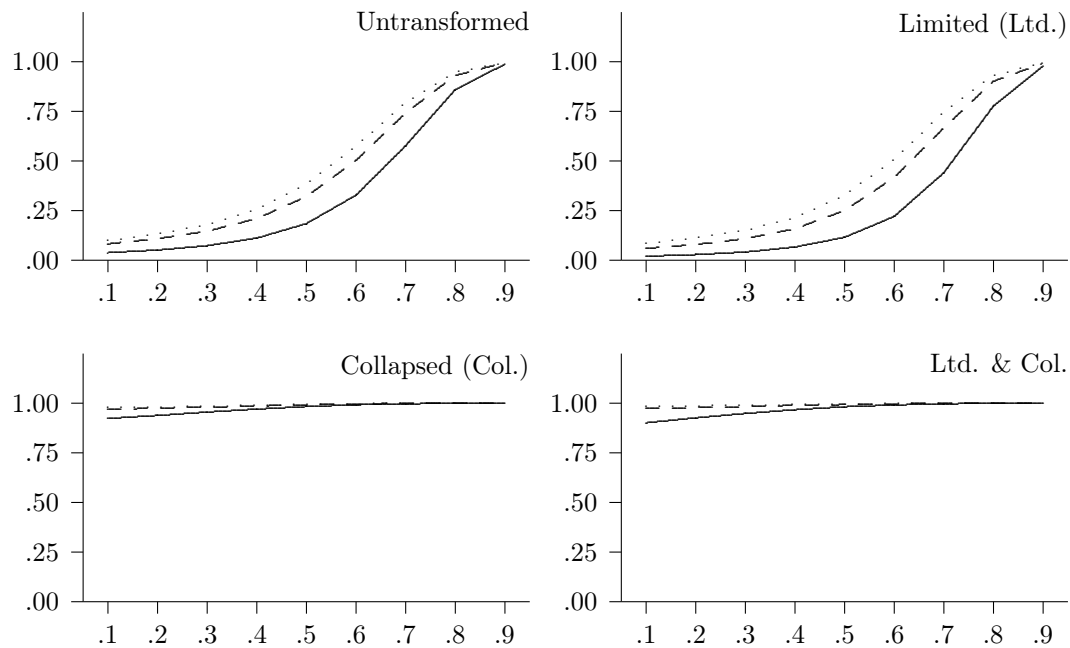 Untransformed
1.00
.75
.50
.25
.00
.1 .2 .3 .4 .5 .6 .7 .8 .9
Limited (Ltd.)
1.00
.75
.50
.25
.00
.1 .2 .3 .4 .5 .6 .7 .8 .9
Collapsed (Col.)
1.00
.75
.50
.25
.00
.1 .2 .3 .4 .5 .6 .7 .8 .9
Ltd. & Col.
1.00
.75
.50
.25
.00
.1 .2 .3 .4 .5 .6 .7 .8 .9